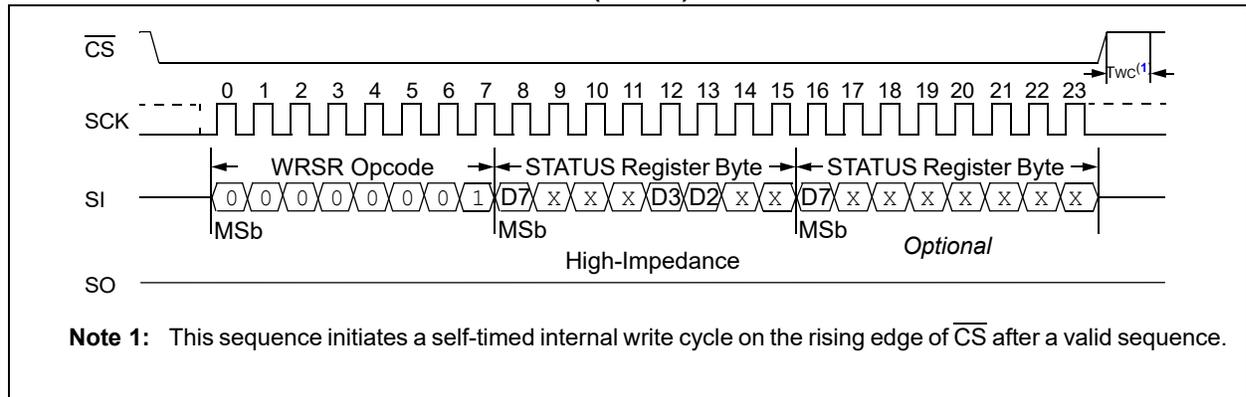 CS
TWC(1
0 1 2 3 4 5 6 7 8 9 10 11 12 13 14 15 16 17 18 19 20 21 22 23
SCK
WRSR Opcode STATUS Register Byte STATUS Register Byte
SI 0 0 0 0 0 0 0 1 D7 X X X D3 D2 X X D7 X X X X X X X
MSb MSb MSb Optional
High-Impedance
SO
Note 1: This sequence initiates a self-timed internal write cycle on the rising edge of CS after a valid sequence.